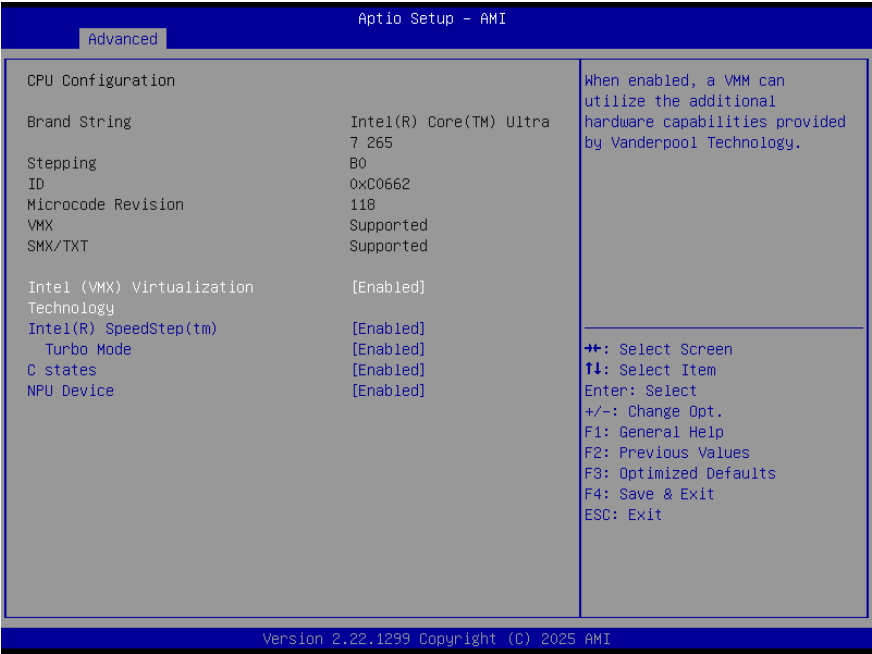 Aptio Setup – AMI
Advanced
CPU Configuration
Brand String Intel(R) Core(TM) Ultra
7 265
Stepping B0
ID 0xC0662
Microcode Revision 118
VMX Supported
SMX/TXT Supported
Intel (VMX) Virtualization [Enabled]
Technology
Intel(R) SpeedStep(tm) [Enabled]
Turbo Mode [Enabled]
C states [Enabled]
NPU Device [Enabled]
When enabled, a VMM can
utilize the additional
hardware capabilities provided
by Vanderpool Technology.
→←: Select Screen
↑↓: Select Item
Enter: Select
+/-: Change Opt.
F1: General Help
F2: Previous Values
F3: Optimized Defaults
F4: Save & Exit
ESC: Exit
Version 2.22.1299 Copyright (C) 2025 AMI